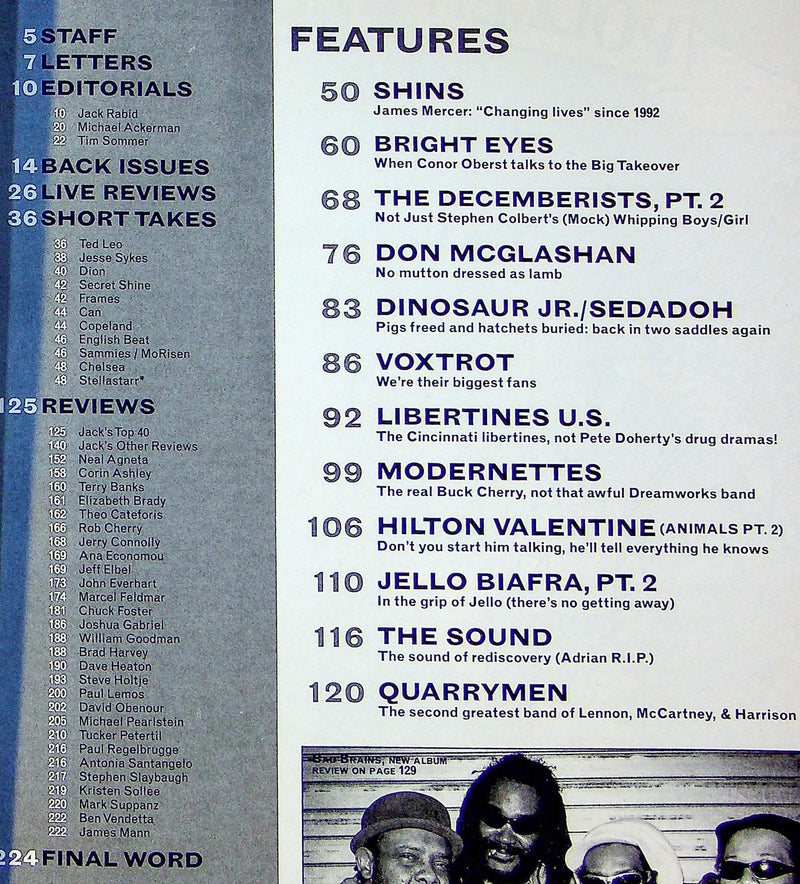 5 STAFF
7 LETTERS
10 EDITORIALS
10 Jack Rabid
20 Michael Ackerman
22 Tim Sommer
14 BACK ISSUES
26 LIVE REVIEWS
36 SHORT TAKES
36 Ted Leo
38 Jesse Sykes
40 Dion
42 Secret Shine
42 Frames
44 Can
44 Copeland
46 English Beat
46 Sammies / MoRisen
48 Chelsea
48 Stellastarr*
125 REVIEWS
125 Jack's Top 40
140 Jack's Other Reviews
152 Neal Agneta
158 Corin Ashley
160 Terry Banks
161 Elizabeth Brady
162 Theo Cateforis
166 Rob Cherry
168 Jerry Connolly
169 Ana Economou
169 Jeff Elbel
173 John Everhart
174 Marcel Feldmar
181 Chuck Foster
186 Joshua Gabriel
188 William Goodman
188 Brad Harvey
190 Dave Heaton
193 Steve Holtje
200 Paul Lemos
202 David Obenour
205 Michael Pearlstein
210 Tucker Petertil
216 Paul Regelbrugge
216 Antonia Santangelo
217 Stephen Slaybaugh
219 Kristen Sollee
220 Mark Suppanz
222 Ben Vendetta
222 James Mann
224 FINAL WORD
FEATURES
50 SHINS
James Mercer: "Changing lives" since 1992
60 BRIGHT EYES
When Conor Oberst talks to the Big Takeover
68 THE DECEMBERISTS, PT. 2
Not Just Stephen Colbert's (Mock) Whipping Boys/Girl
76 DON MCGLASHAN
No mutton dressed as lamb
83 DINOSAUR JR./SEDADOH
Pigs freed and hatchets buried: back in two saddles again
86 VOXTROT
We're their biggest fans
92 LIBERTINES U.S.
The Cincinnati libertines, not Pete Doherty's drug dramas!
99 MODERNETTES
The real Buck Cherry, not that awful Dreamworks band
106 HILTON VALENTINE (ANIMALS PT. 2)
Don't you start him talking, he'll tell everything he knows
110 JELLO BIAFRA, PT. 2
In the grip of Jello (there's no getting away)
116 THE SOUND
The sound of rediscovery (Adrian R.I.P.)
120 QUARRYMEN
The second greatest band of Lennon, McCartney, & Harrison
BAD BRAINS, NEW ALBUM
REVIEW ON PAGE 129